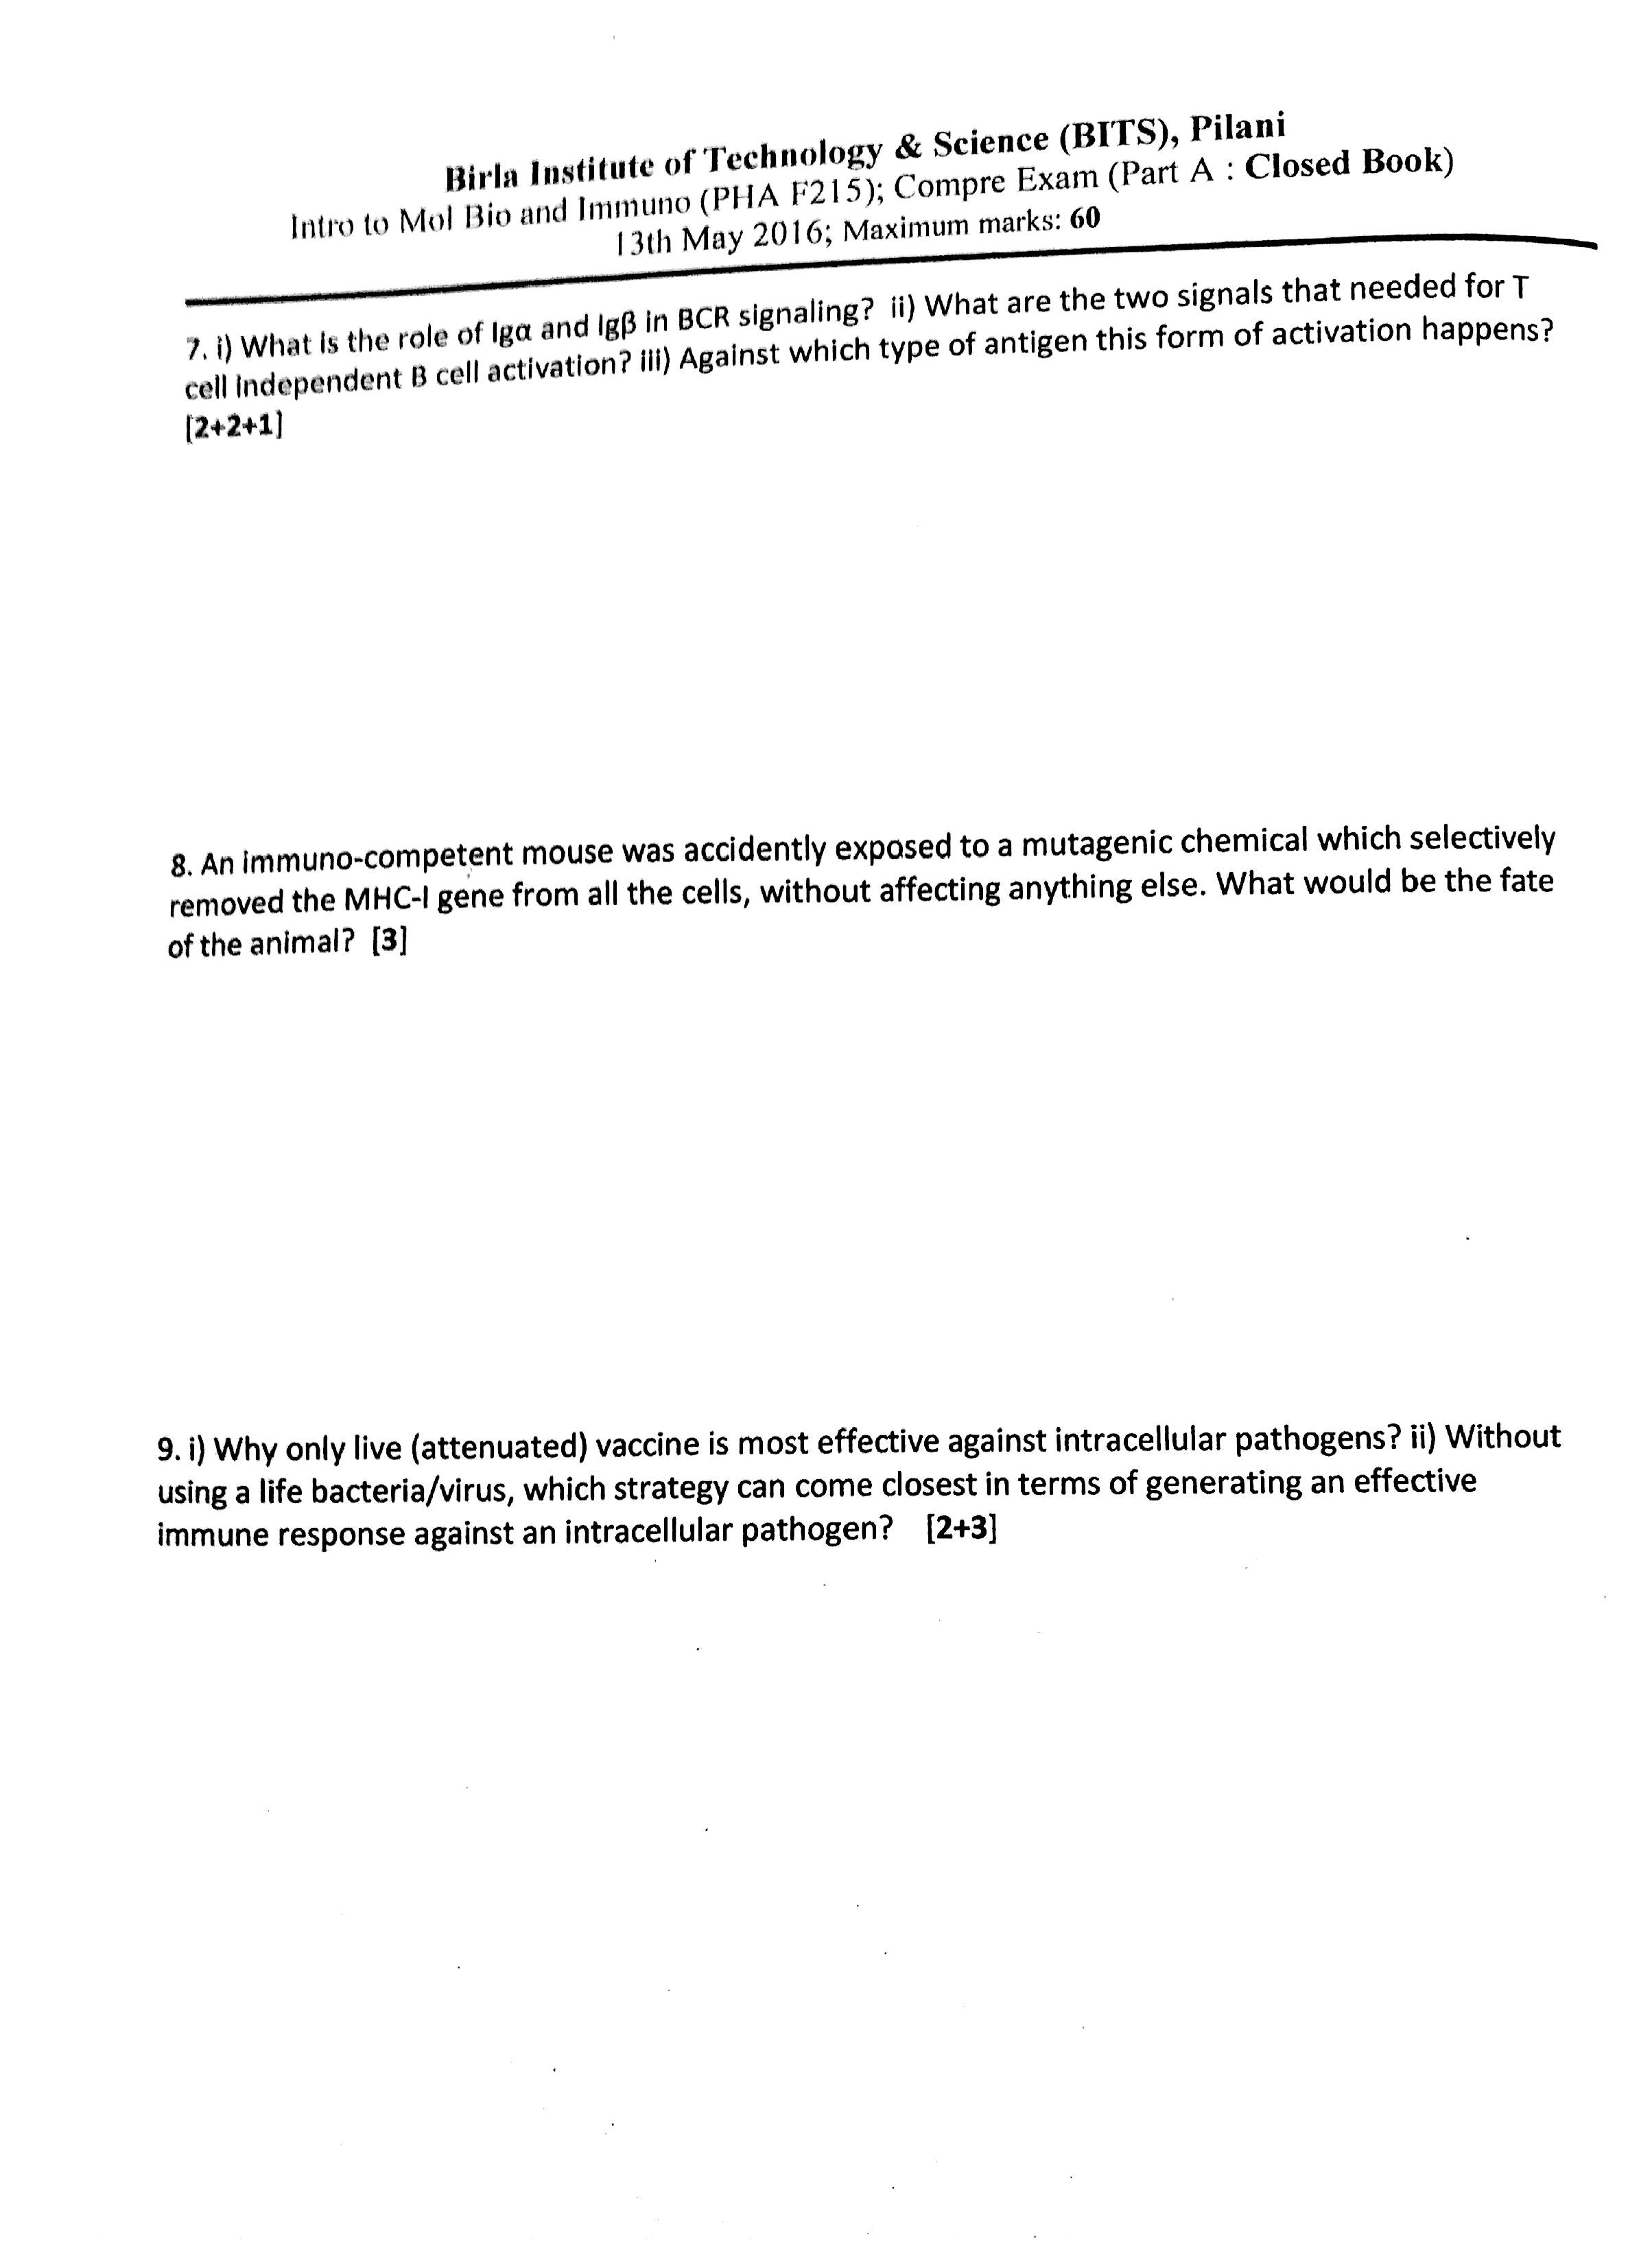 Birla Institute of Technology & Science (BITS), Pilani
Intro to Mol Bio and Immuno (PHA F215); Compre Exam (Part A : Closed Book)
13th May 2016; Maximum marks: 60
7. i) What is the role of Igα and Igβ in BCR signaling? ii) What are the two signals that needed for T
cell independent B cell activation? iii) Against which type of antigen this form of activation happens?
[2+2+1]
8. An immuno-competent mouse was accidently exposed to a mutagenic chemical which selectively
removed the MHC-I gene from all the cells, without affecting anything else. What would be the fate
of the animal? [3]
9. i) Why only live (attenuated) vaccine is most effective against intracellular pathogens? ii) Without
using a life bacteria/virus, which strategy can come closest in terms of generating an effective
immune response against an intracellular pathogen? [2+3]